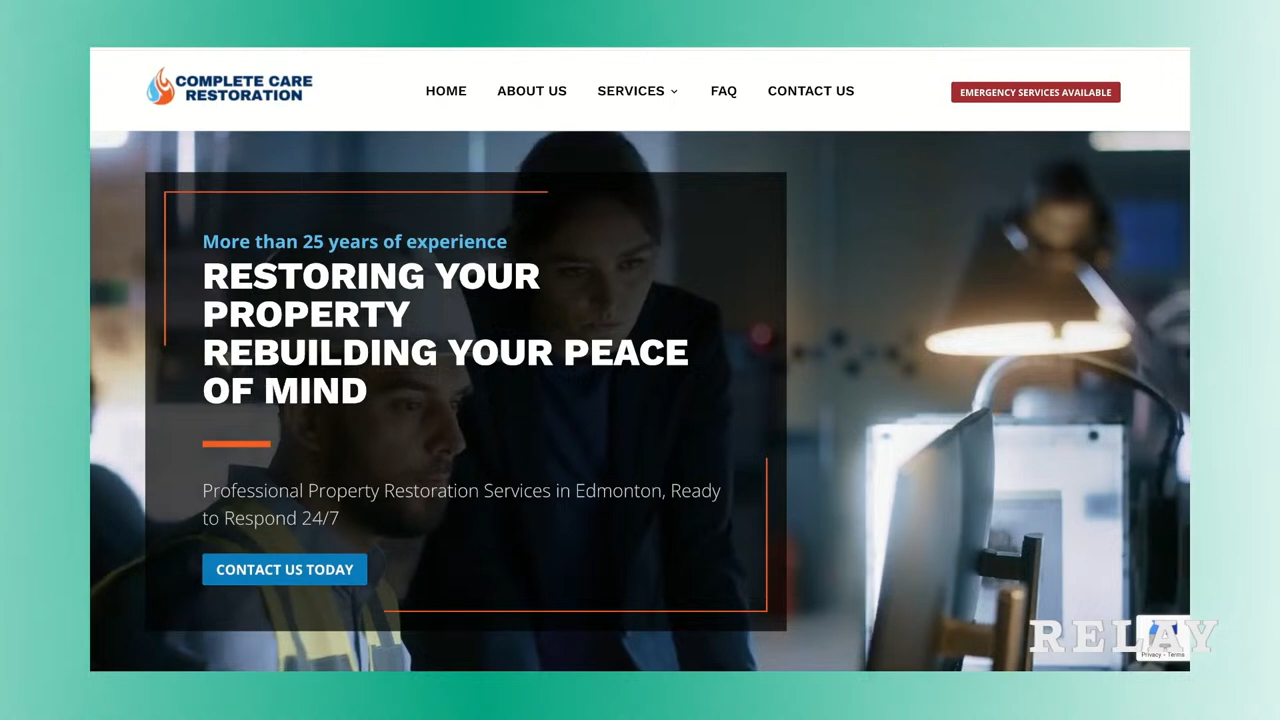 COMPLETE CARE
RESTORATION
HOME ABOUT US SERVICES FAQ CONTACT US
EMERGENCY SERVICES AVAILABLE
More than 25 years of experience
RESTORING YOUR
PROPERTY
REBUILDING YOUR PEACE
OF MIND
Professional Property Restoration Services in Edmonton, Ready
to Respond 24/7
CONTACT US TODAY
RELAY
Privacy - Terms